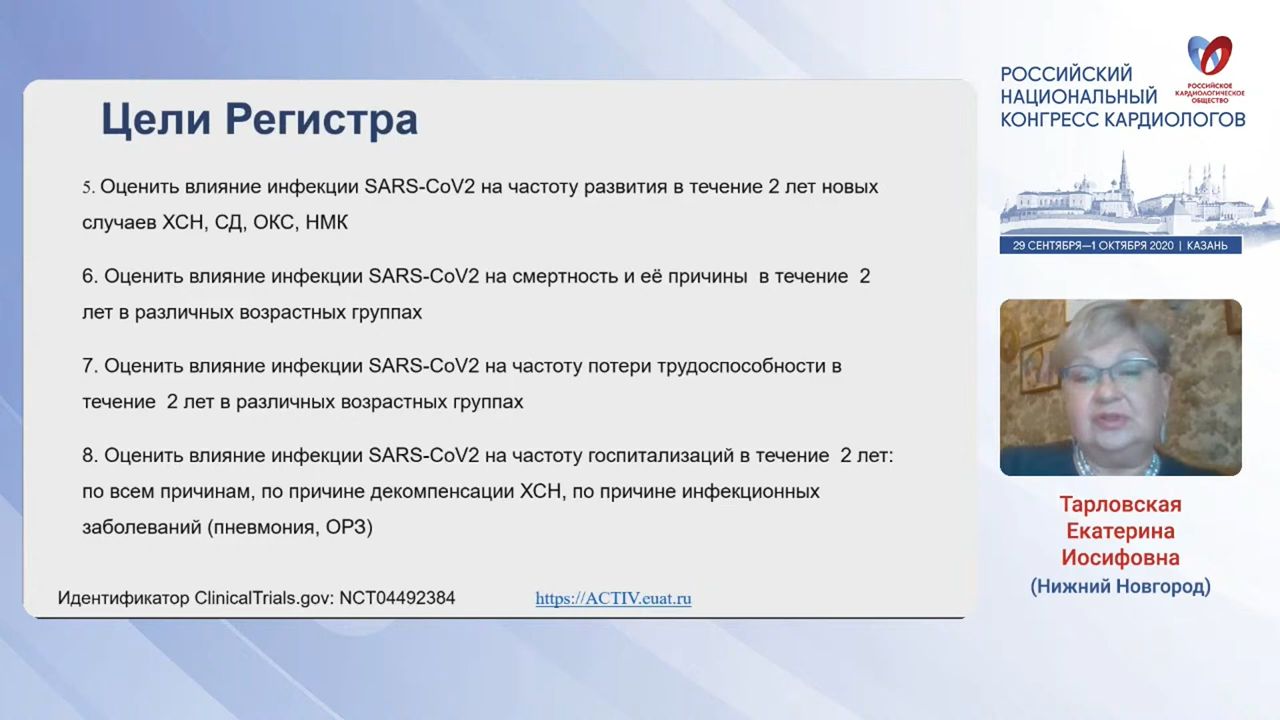 Цели Регистра
5. Оценить влияние инфекции SARS-CoV2 на частоту развития в течение 2 лет новых
случаев ХСН, СД, ОКС, НМК
6. Оценить влияние инфекции SARS-CoV2 на смертность и её причины в течение 2
лет в различных возрастных группах
7. Оценить влияние инфекции SARS-CoV2 на частоту потери трудоспособности в
течение 2 лет в различных возрастных группах
8. Оценить влияние инфекции SARS-CoV2 на частоту госпитализаций в течение 2 лет:
по всем причинам, по причине декомпенсации ХСН, по причине инфекционных
заболеваний (пневмония, ОРЗ)
Идентификатор ClinicalTrials.gov: NCT04492384
https://ACTIV.euat.ru
РОССИЙСКИЙ
НАЦИОНАЛЬНЫЙ
КОНГРЕСС КАРДИОЛОГОВ
РОССИЙСКОЕ
КАРДИОЛОГИЧЕСКОЕ
ОБЩЕСТВО
29 СЕНТЯБРЯ—1 ОКТЯБРЯ 2020 | КАЗАНЬ
Тарловская
Екатерина
Иосифовна
(Нижний Новгород)